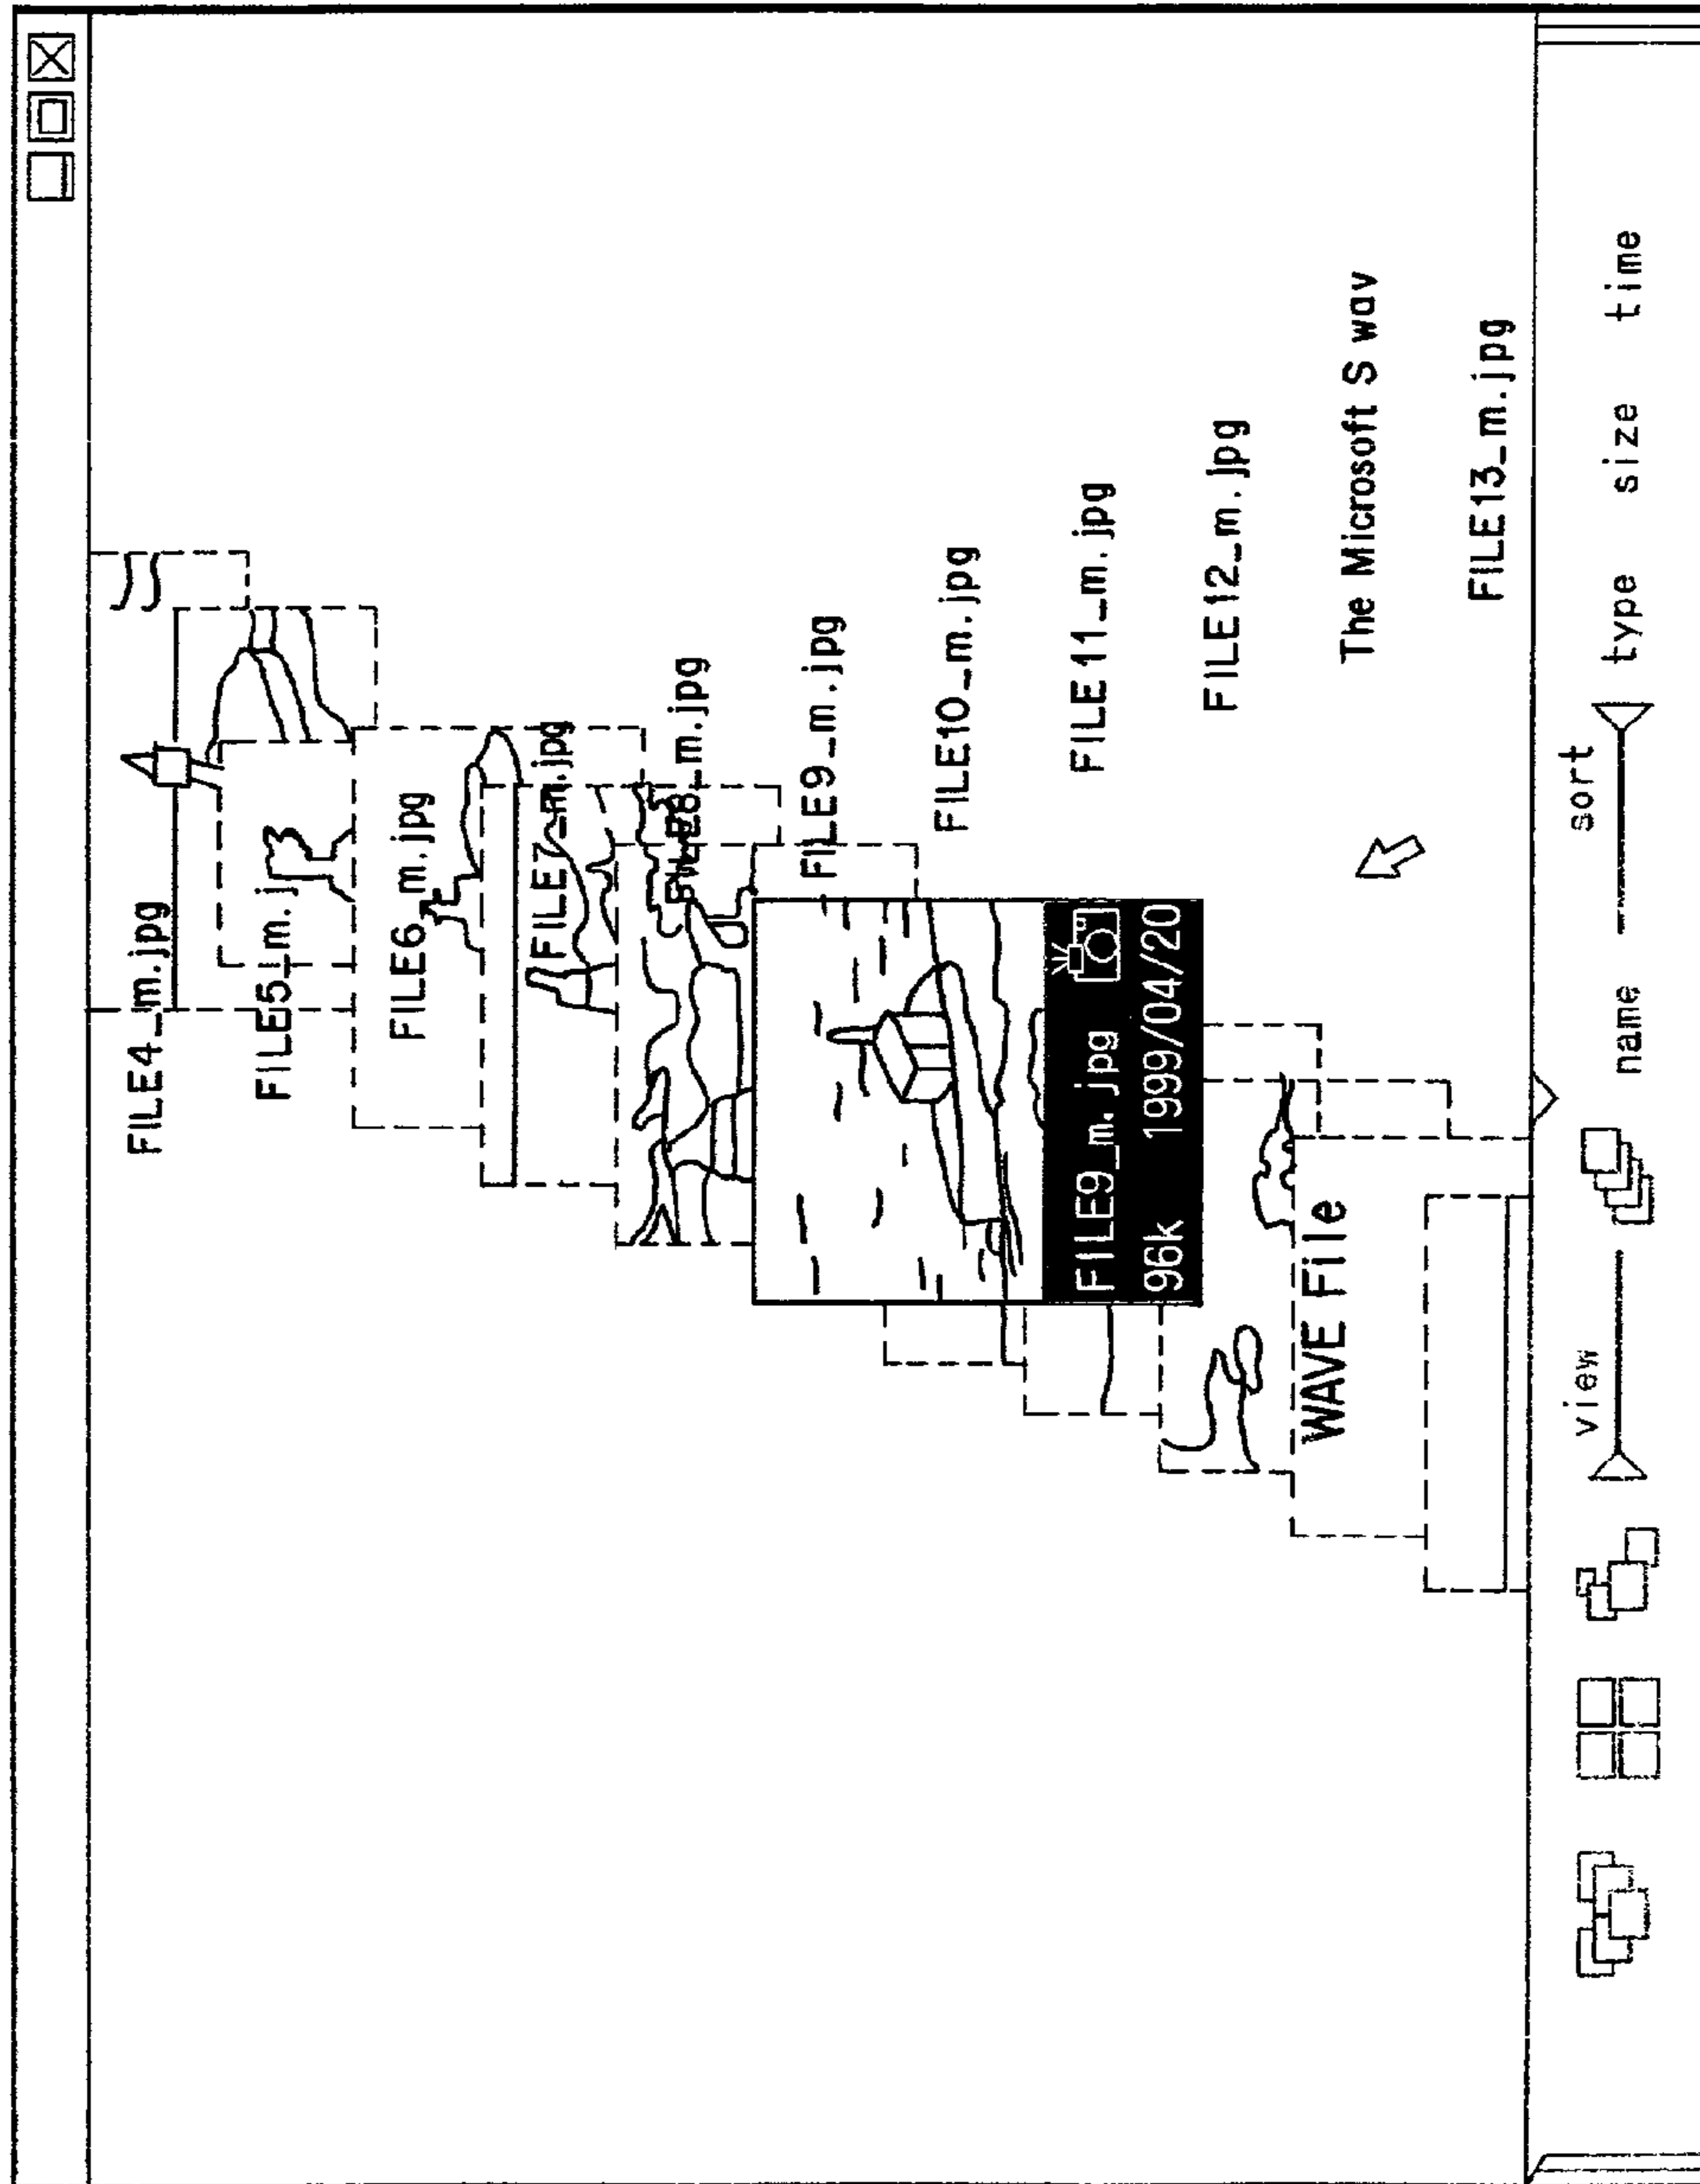 FILE4_m.jpg
FILE5_m.j
FILE6_m.jpg
FILE7_m.jpg
FILE8_m.jpg
FILE9_m.jpg
FILE10_m.jpg
FILE11_m.jpg
FILE12_m.jpg
The Microsoft S wav
FILE13_m.jpg
FILE9_m.jpg
96k 1999/04/20
WAVE File
view
sort
name
type size time